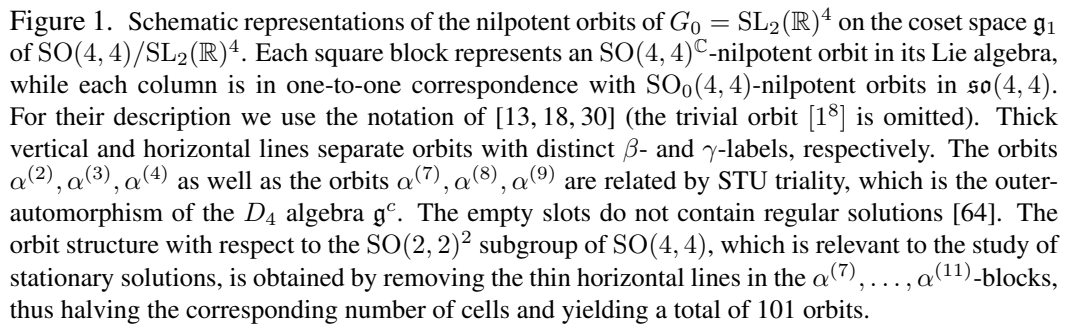 Figure 1. Schematic representations of the nilpotent orbits of G₀ = SL₂(ℝ)⁴ on the coset space 𝔤₁
of SO(4, 4)/SL₂(ℝ)⁴. Each square block represents an SO(4, 4)^ℂ-nilpotent orbit in its Lie algebra,
while each column is in one-to-one correspondence with SO₀(4, 4)-nilpotent orbits in 𝔰𝔬(4, 4).
For their description we use the notation of [13, 18, 30] (the trivial orbit [1⁸] is omitted). Thick
vertical and horizontal lines separate orbits with distinct β- and γ-labels, respectively. The orbits
α⁽²⁾, α⁽³⁾, α⁽⁴⁾ as well as the orbits α⁽⁷⁾, α⁽⁸⁾, α⁽⁹⁾ are related by STU triality, which is the outer-
automorphism of the D₄ algebra 𝔤ᶜ. The empty slots do not contain regular solutions [64]. The
orbit structure with respect to the SO(2, 2)² subgroup of SO(4, 4), which is relevant to the study of
stationary solutions, is obtained by removing the thin horizontal lines in the α⁽⁷⁾, . . . , α⁽¹¹⁾-blocks,
thus halving the corresponding number of cells and yielding a total of 101 orbits.